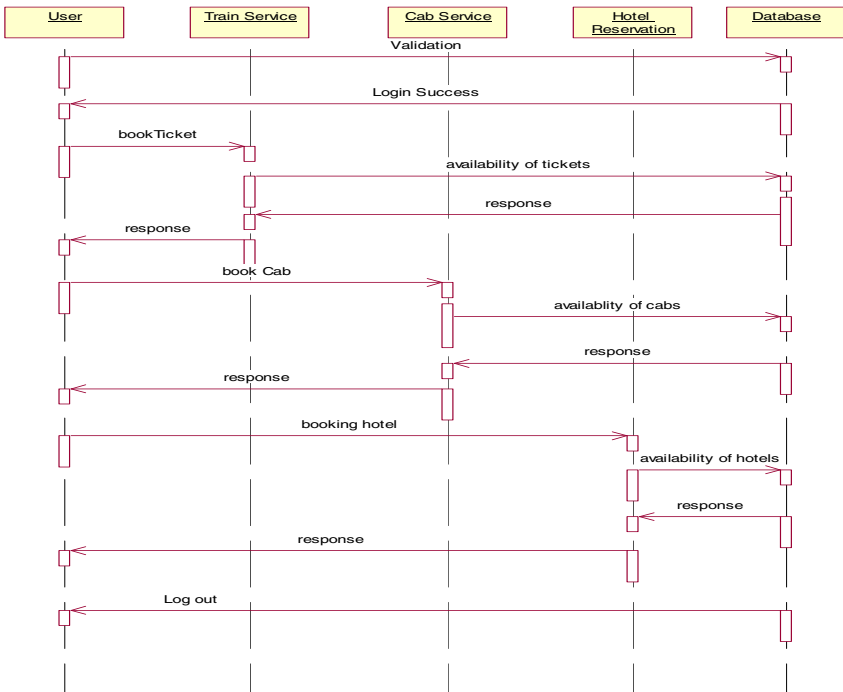 User
Train Service
Cab Service
Hotel
Reservation
Database
Validation
Login Success
bookTicket
availability of tickets
response
response
book Cab
availablity of cabs
response
response
booking hotel
availability of hotels
response
response
Log out